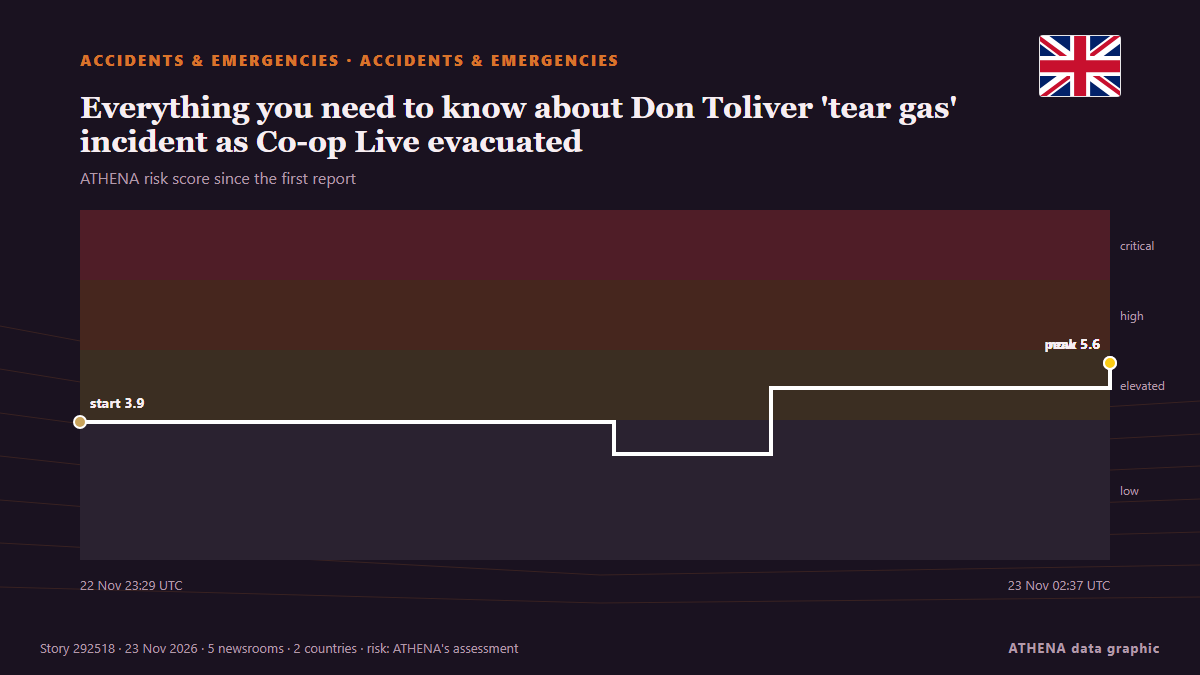 ACCIDENTS & EMERGENCIES · ACCIDENTS & EMERGENCIES
Everything you need to know about Don Toliver 'tear gas'
incident as Co-op Live evacuated
ATHENA risk score since the first report
critical
high
peak 5.6
elevated
start 3.9
low
22 Nov 23:29 UTC
23 Nov 02:37 UTC
Story 292518 · 23 Nov 2026 · 5 newsrooms · 2 countries · risk: ATHENA's assessment
ATHENA data graphic